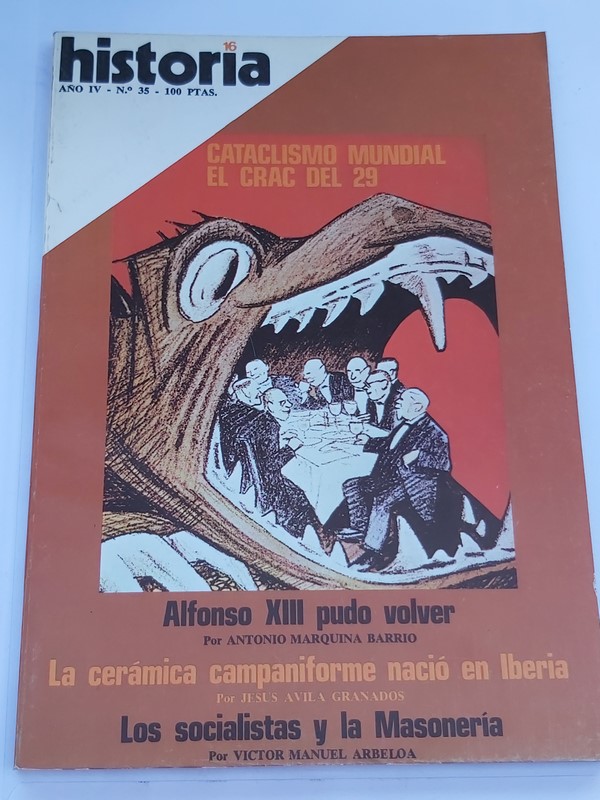 historia 16
AÑO IV - N.º 35 - 100 PTAS.
CATACLISMO MUNDIAL
EL CRAC DEL 29
Alfonso XIII pudo volver
Por ANTONIO MARQUINA BARRIO
La cerámica campaniforme nació en Iberia
Por JESUS AVILA GRANADOS
Los socialistas y la Masonería
Por VICTOR MANUEL ARBELOA